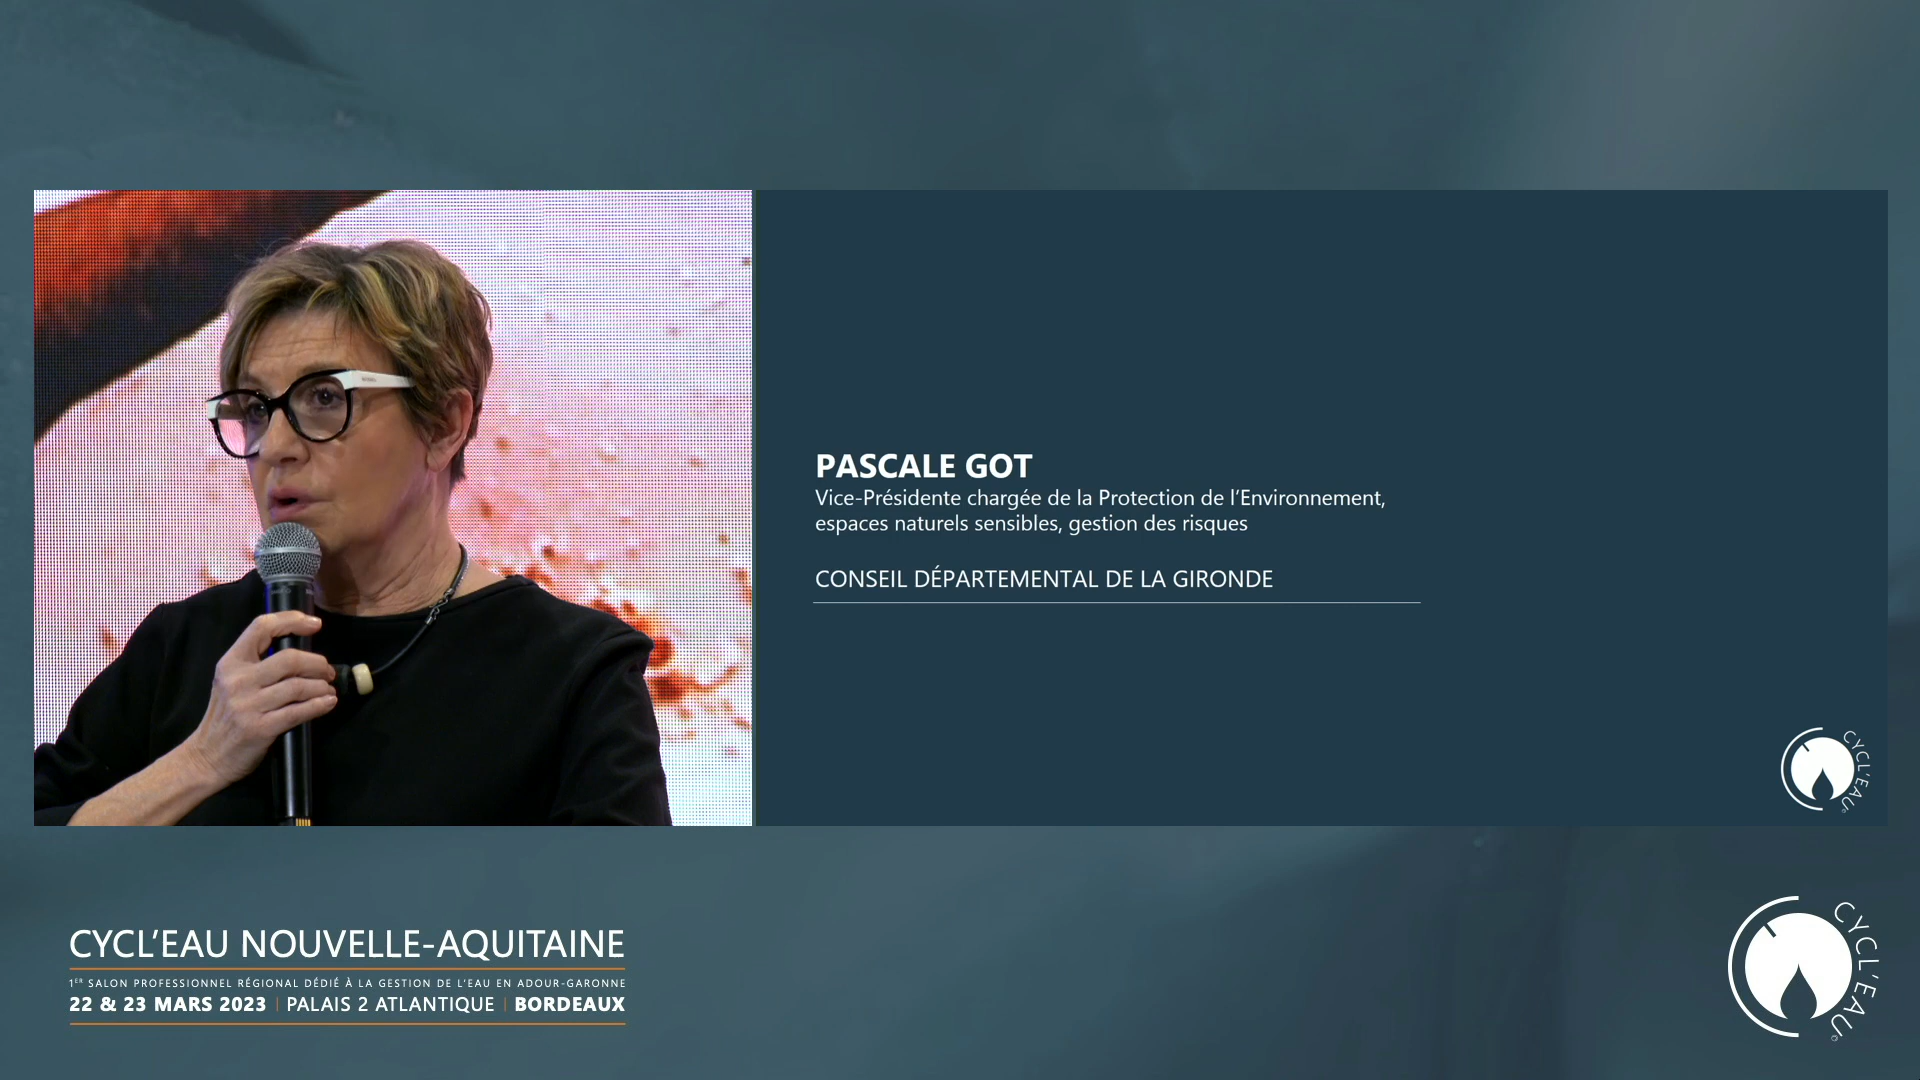 PASCALE GOT
Vice-Présidente chargée de la Protection de l’Environnement,
espaces naturels sensibles, gestion des risques
CONSEIL DÉPARTEMENTAL DE LA GIRONDE
CYCL'EAU
CYCL’EAU NOUVELLE-AQUITAINE
1ER SALON PROFESSIONNEL RÉGIONAL DÉDIÉ À LA GESTION DE L'EAU EN ADOUR-GARONNE
22 & 23 MARS 2023 | PALAIS 2 ATLANTIQUE | BORDEAUX
CYCL'EAU©